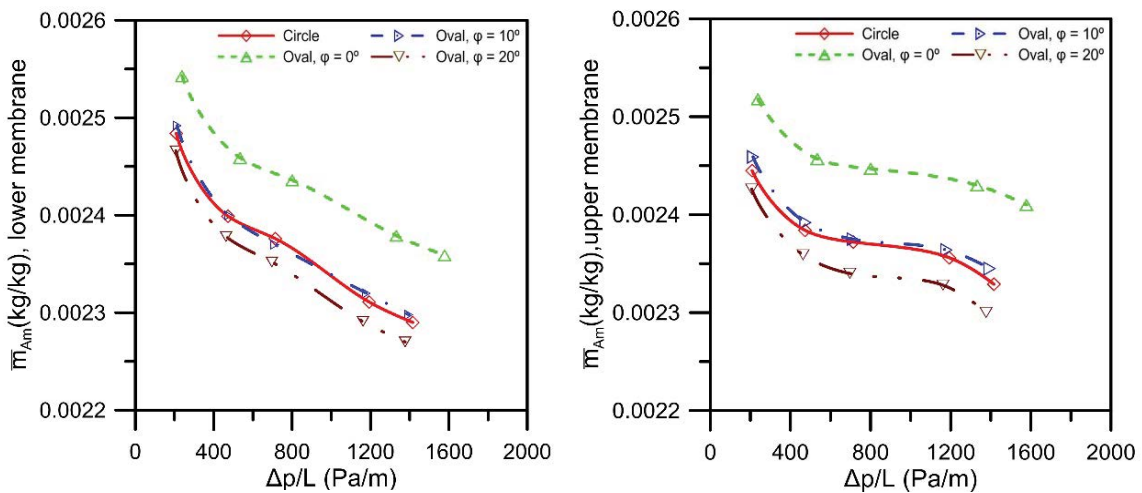 0.0026
0.0025
0.0024
0.0023
0.0022
0 400 800 1200 1600 2000
Δp/L (Pa/m)
m̅Am(kg/kg), lower membrane
Circle
Oval, φ = 0º
Oval, φ = 10º
Oval, φ = 20º
0.0026
0.0025
0.0024
0.0023
0.0022
0 400 800 1200 1600 2000
Δp/L (Pa/m)
m̅Am(kg/kg),upper membrane
Circle
Oval, φ = 0º
Oval, φ = 10º
Oval, φ = 20º